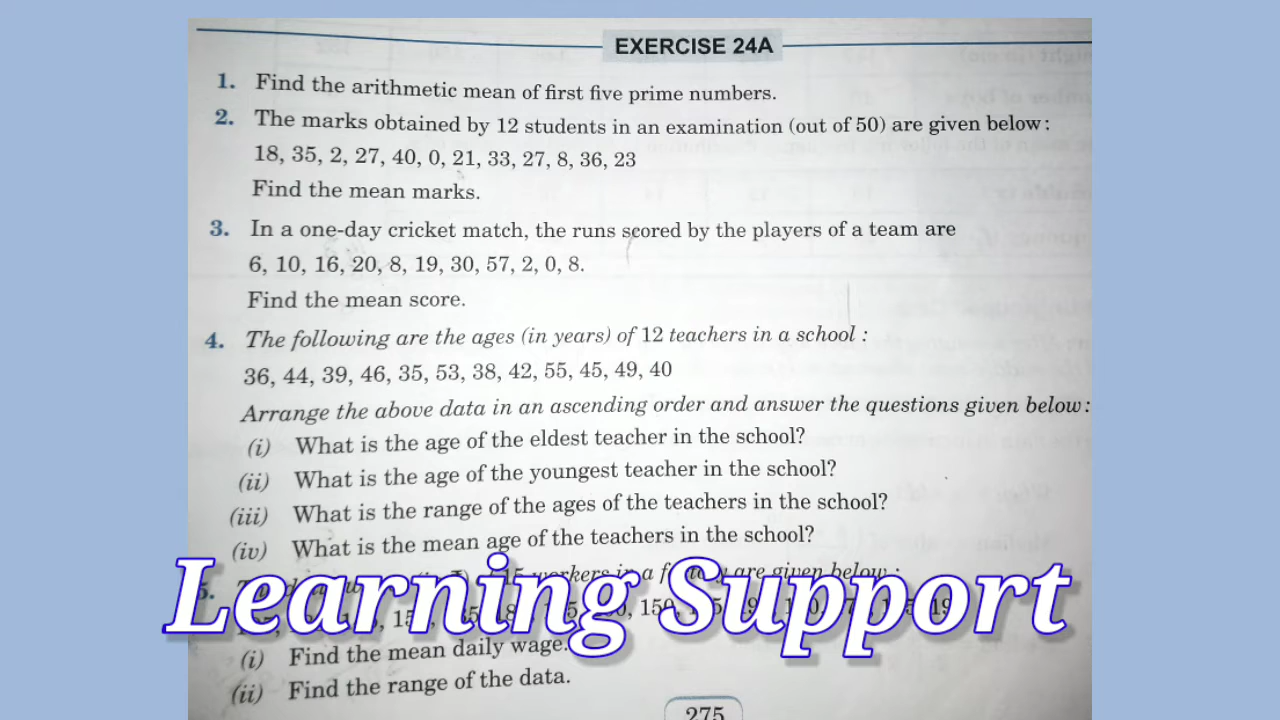 EXERCISE 24A
1. Find the arithmetic mean of first five prime numbers.
2. The marks obtained by 12 students in an examination (out of 50) are given below:
18, 35, 2, 27, 40, 0, 21, 33, 27, 8, 36, 23
Find the mean marks.
3. In a one-day cricket match, the runs scored by the players of a team are
6, 10, 16, 20, 8, 19, 30, 57, 2, 0, 8.
Find the mean score.
4. The following are the ages (in years) of 12 teachers in a school :
36, 44, 39, 46, 35, 53, 38, 42, 55, 45, 49, 40
Arrange the above data in an ascending order and answer the questions given below:
(i) What is the age of the eldest teacher in the school?
(ii) What is the age of the youngest teacher in the school?
(iii) What is the range of the ages of the teachers in the school?
(iv) What is the mean age of the teachers in the school?
15 workers in a are given below :
Learning Support
(i) Find the mean daily wage.
(ii) Find the range of the data.
275